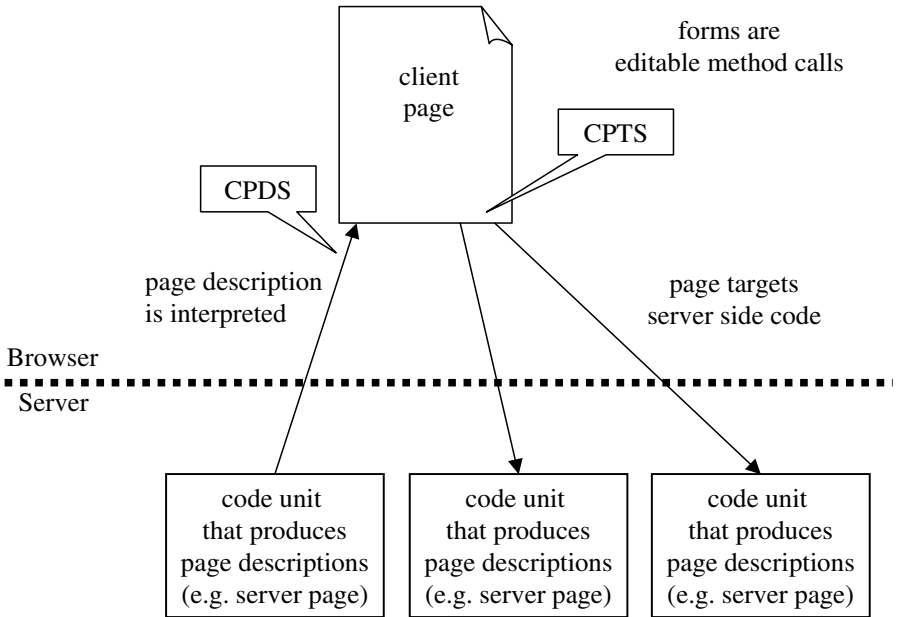 forms are
editable method calls
client
page
CPTS
CPDS
page description
is interpreted
page targets
server side code
Browser
Server
code unit
that produces
page descriptions
(e.g. server page)
code unit
that produces
page descriptions
(e.g. server page)
code unit
that produces
page descriptions
(e.g. server page)